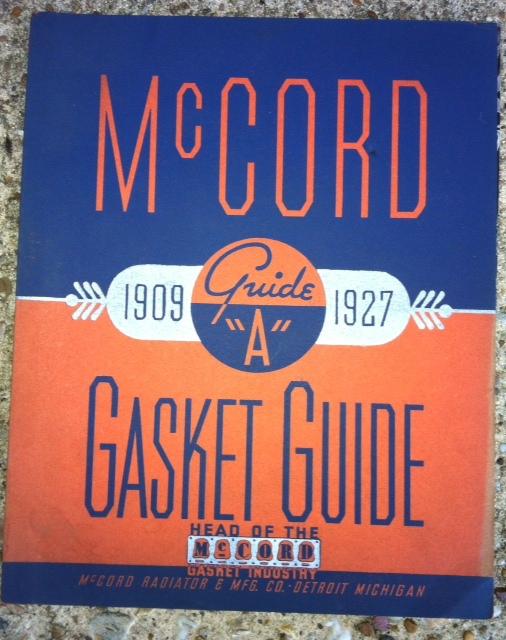 McCORD
1909 Guide 1927
"A"
GASKET GUIDE
HEAD OF THE
McCORD
GASKET INDUSTRY
McCORD RADIATOR & MFG. CO.-DETROIT MICHIGAN